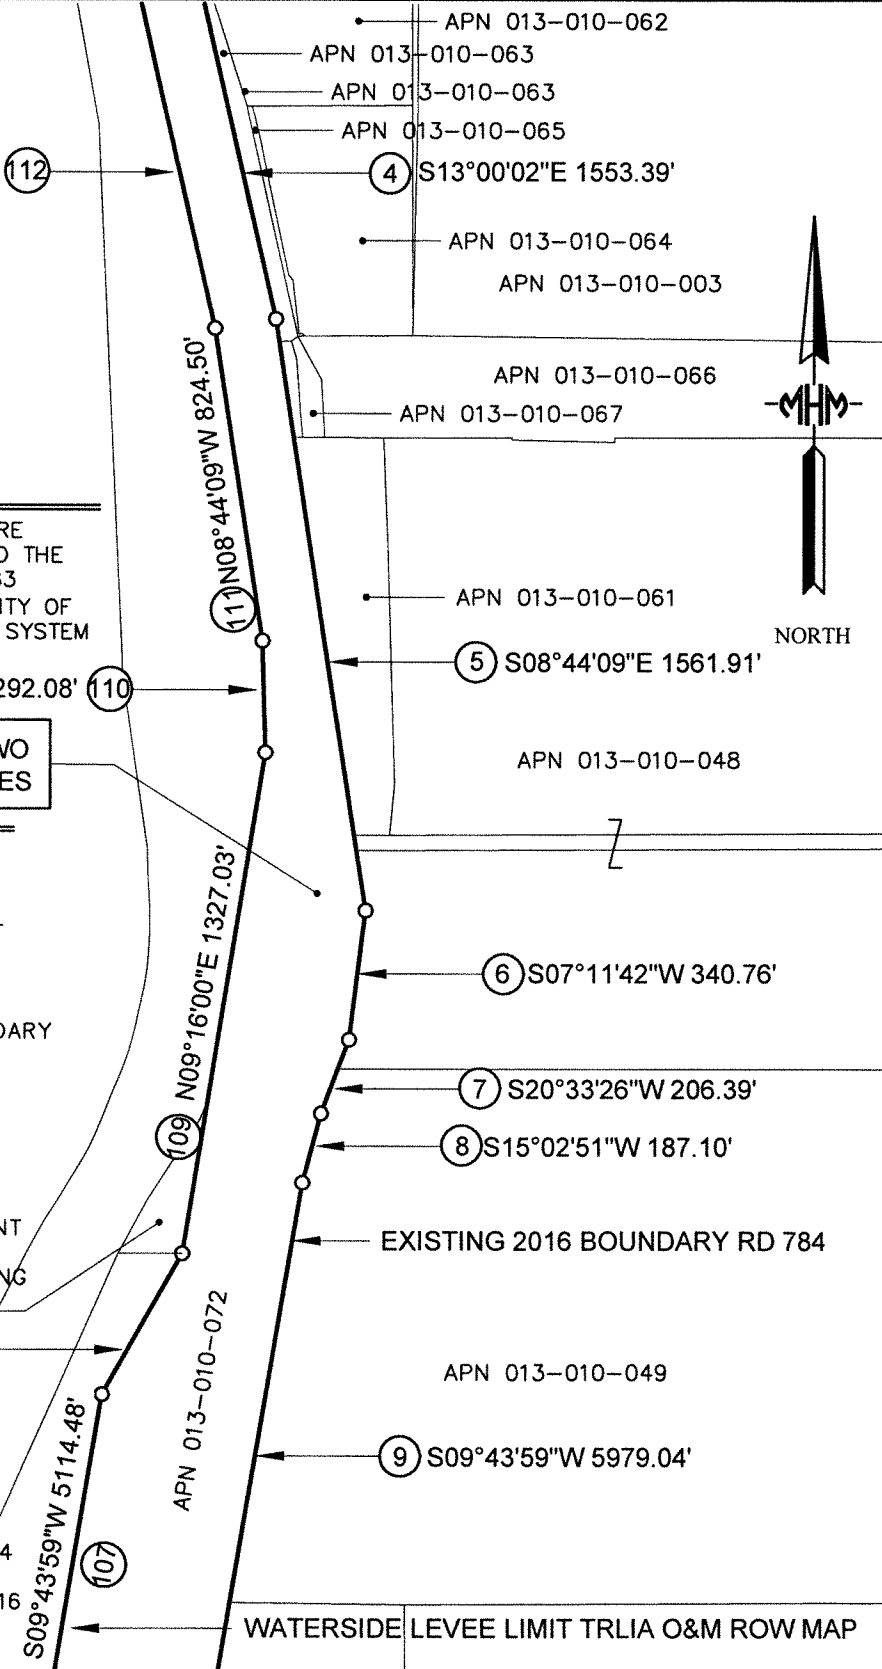 APN 013-010-062
APN 013-010-063
APN 013-010-063
APN 013-010-065
112
4 S13°00'02"E 1553.39'
APN 013-010-064
APN 013-010-003
N08°44'09"W 824.50'
111
APN 013-010-066
APN 013-010-067
MHM
NORTH
RE
THE
ITY OF
SYSTEM
APN 013-010-061
5 S08°44'09"E 1561.91'
292.08' 110
WO
ES
APN 013-010-048
N09°16'00"E 1327.03'
109
6 S07°11'42"W 340.76'
DARY
7 S20°33'26"W 206.39'
8 S15°02'51"W 187.10'
NT
NG
EXISTING 2016 BOUNDARY RD 784
APN 013-010-072
APN 013-010-049
S09°43'59"W 5114.48'
107
9 S09°43'59"W 5979.04'
4
16
WATERSIDE LEVEE LIMIT TRLIA O&M ROW MAP